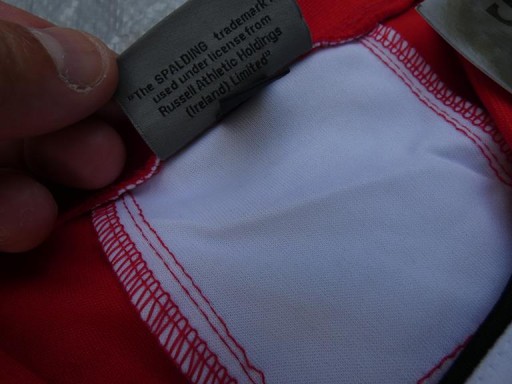 "The SPALDING trademark
used under license from
Russell Athletic Holdings
(Ireland) Limited"